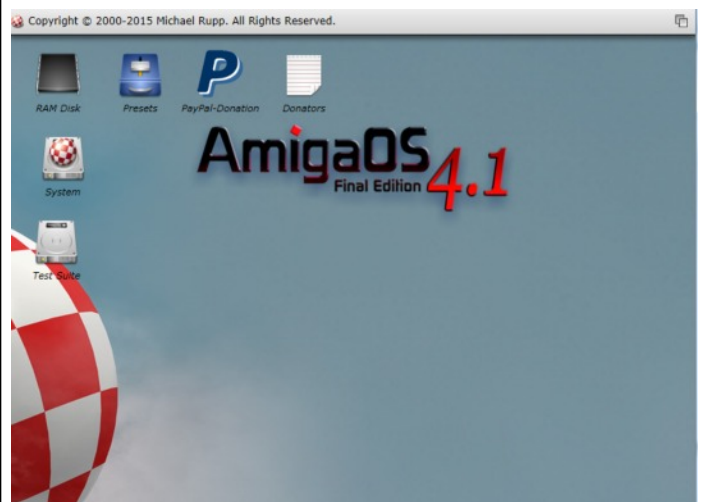 Copyright © 2000-2015 Michael Rupp. All Rights Reserved.
RAM Disk
Presets
PayPal-Donation
Donators
AmigaOS 4.1
Final Edition
System
Test Suite